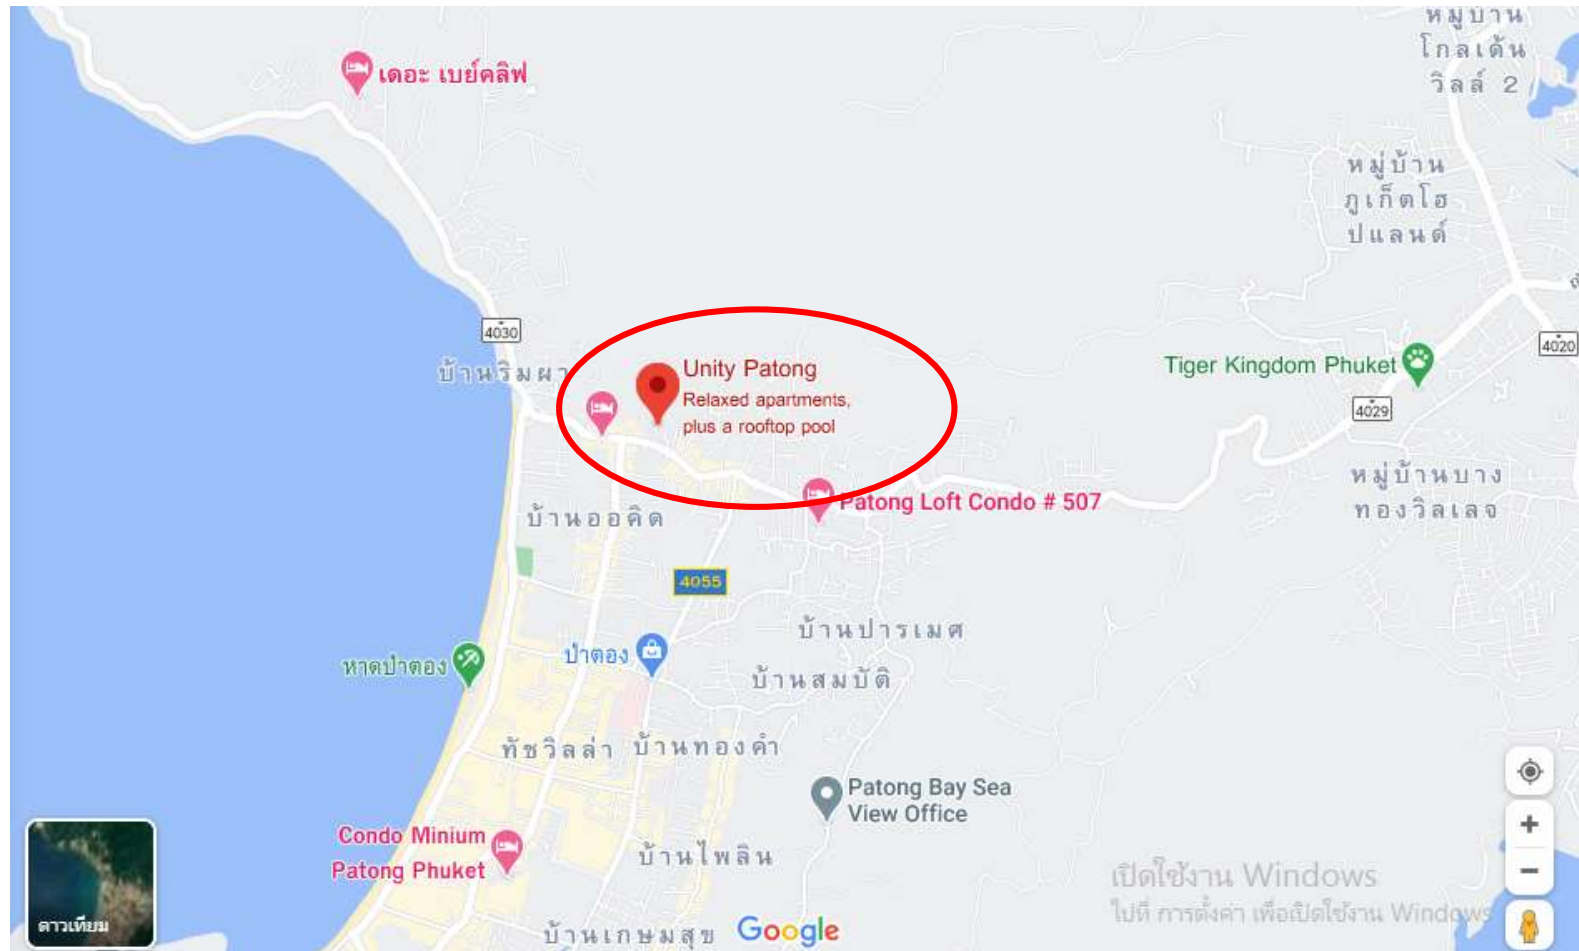 หมู่บ้าน
โกลเด้น
วิลล์ 2
เดอะ เบย์คลิฟ
หมู่บ้าน
ภูเก็ตโฮ
ปแลนด์
4030
บ้านริมผา
Unity Patong
Relaxed apartments,
plus a rooftop pool
Tiger Kingdom Phuket
4020
4029
หมู่บ้านบาง
ทองวิลเลจ
Patong Loft Condo # 507
บ้านออคิด
4055
บ้านปารเมศ
ป่าตอง
หาดป่าตอง
บ้านสมบัติ
ทัชวิลล่า
บ้านทองคำ
Patong Bay Sea
View Office
Condo Minium
Patong Phuket
บ้านไพลิน
เปิดใช้งาน Windows
ไปที่ การตั้งค่า เพื่อเปิดใช้งาน Windows
ดาวเทียม
บ้านเกษมสุข
Google